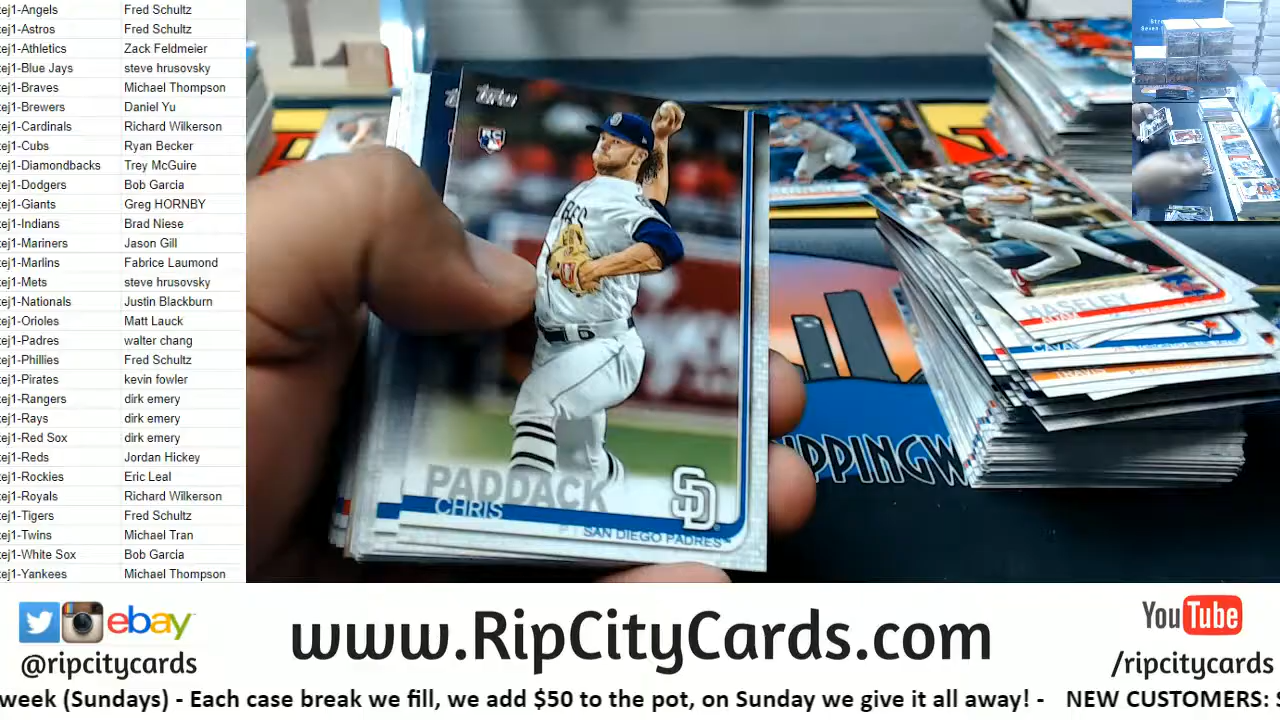 ej1-Angels Fred Schultz
ej1-Astros Fred Schultz
ej1-Athletics Zack Feldmeier
ej1-Blue Jays steve hrusovsky
ej1-Braves Michael Thompson
ej1-Brewers Daniel Yu
ej1-Cardinals Richard Wilkerson
ej1-Cubs Ryan Becker
ej1-Diamondbacks Trey McGuire
ej1-Dodgers Bob Garcia
ej1-Giants Greg HORNBY
ej1-Indians Brad Niese
ej1-Mariners Jason Gill
ej1-Marlins Fabrice Laumond
ej1-Mets steve hrusovsky
ej1-Nationals Justin Blackburn
ej1-Orioles Matt Lauck
ej1-Padres walter chang
ej1-Phillies Fred Schultz
ej1-Pirates kevin fowler
ej1-Rangers dirk emery
ej1-Rays dirk emery
ej1-Red Sox dirk emery
ej1-Reds Jordan Hickey
ej1-Rockies Eric Leal
ej1-Royals Richard Wilkerson
ej1-Tigers Fred Schultz
ej1-Twins Michael Tran
ej1-White Sox Bob Garcia
ej1-Yankees Michael Thompson
Topps
PADDACK
CHRIS
P | SAN DIEGO PADRES
SD
HASELEY
ADAM
CAVAN
TRAVIS
IPPINGW
ebay
@ripcitycards
www.RipCityCards.com
YouTube
/ripcitycards
week (Sundays) - Each case break we fill, we add $50 to the pot, on Sunday we give it all away! - NEW CUSTOMERS: S